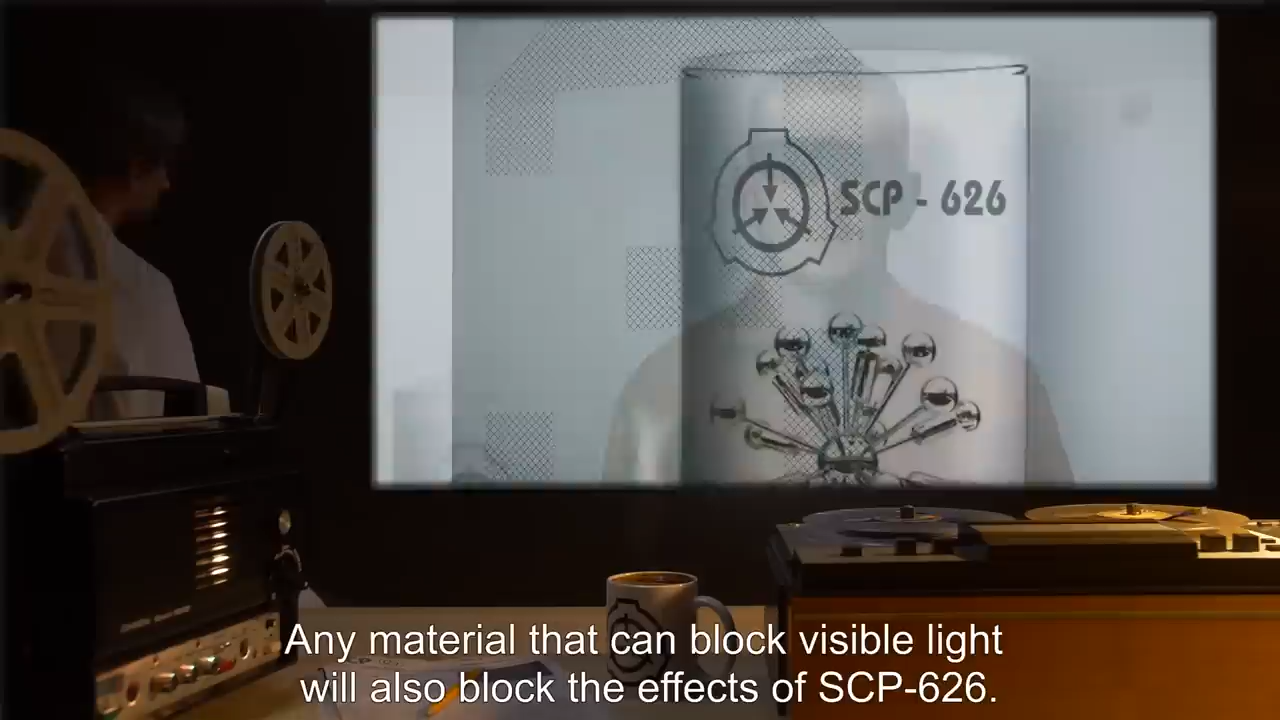 SCP - 626
Any material that can block visible light
will also block the effects of SCP-626.